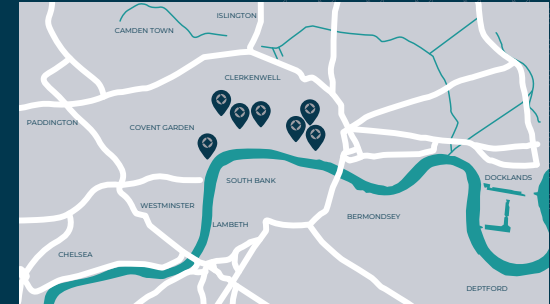 ISLINGTON
CAMDEN TOWN
CLERKENWELL
PADDINGTON
COVENT GARDEN
DOCKLANDS
SOUTH BANK
WESTMINSTER
BERMONDSEY
LAMBETH
CHELSEA
DEPTFORD